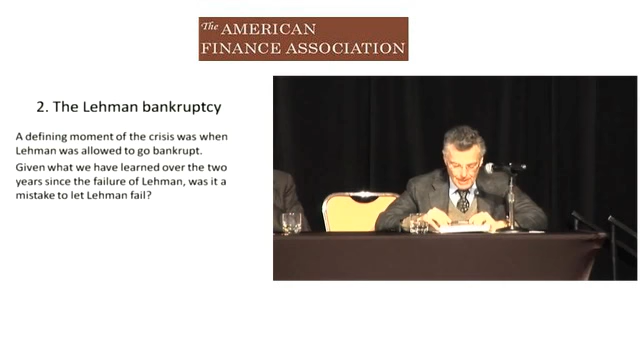 The AMERICAN
FINANCE ASSOCIATION
2. The Lehman bankruptcy
A defining moment of the crisis was when
Lehman was allowed to go bankrupt.
Given what we have learned over the two
years since the failure of Lehman, was it a
mistake to let Lehman fail?